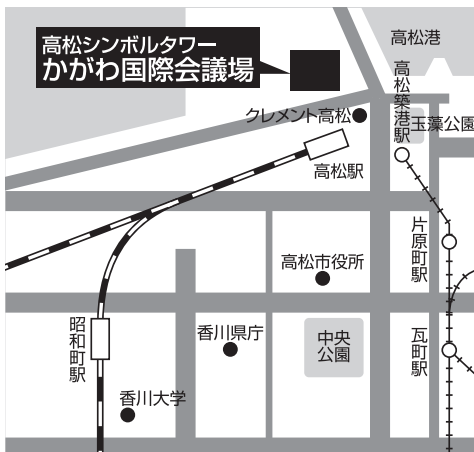 高松シンボルタワー
かがわ国際会議場
高松港
高松築港駅
クレメント高松
玉藻公園
高松駅
片原町駅
高松市役所
昭和町駅
香川県庁
中央
公園
瓦町駅
香川大学